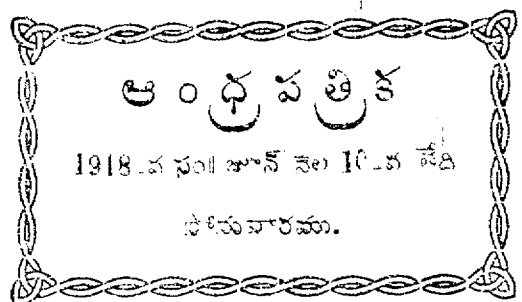 ఆంధ్రపత్రిక
1918-వ సం॥ జూన్ నెల 10-వ తేది
సోమవారము.